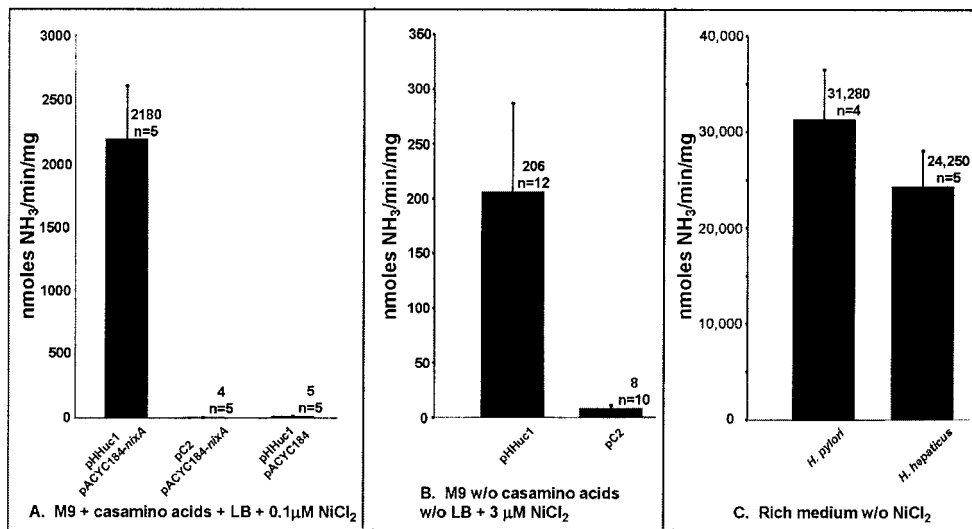 3000
2500
2000
1500
1000
500
0
nmoles NH3/min/mg
2180
n=5
4
n=5
5
n=5
pHHuc1
pACYC184-nixA
pC2
pACYC184-nixA
pHHuc1
pACYC184
A. M9 + casamino acids + LB + 0.1µM NiCl2
350
300
250
200
150
100
50
0
nmoles NH3/min/mg
206
n=12
8
n=10
pHHuc1
pC2
B. M9 w/o casamino acids
w/o LB + 3 µM NiCl2
40,000
30,000
20,000
10,000
0
nmoles NH3/min/mg
31,280
n=4
24,250
n=5
H. pylori
H. hepaticus
C. Rich medium w/o NiCl2